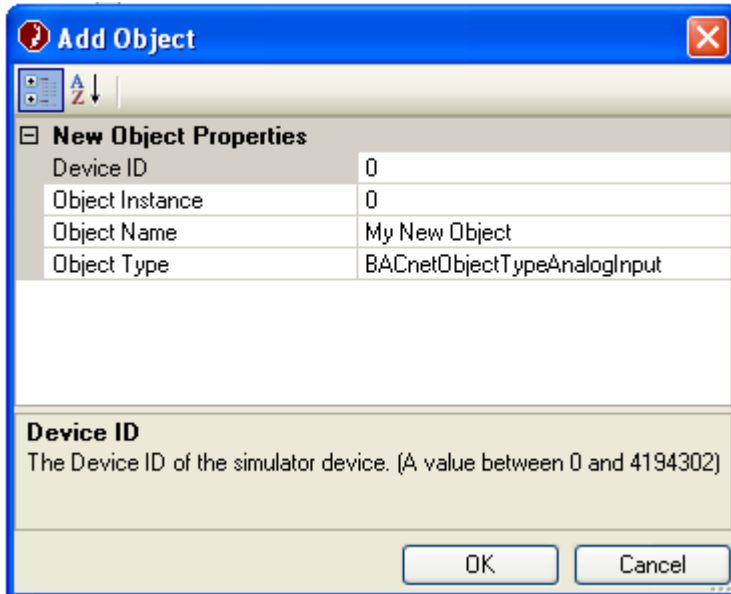 Add Object
A
Z
New Object Properties
Device ID 0
Object Instance 0
Object Name My New Object
Object Type BACnetObjectTypeAnalogInput
Device ID
The Device ID of the simulator device. (A value between 0 and 4194302)
OK Cancel